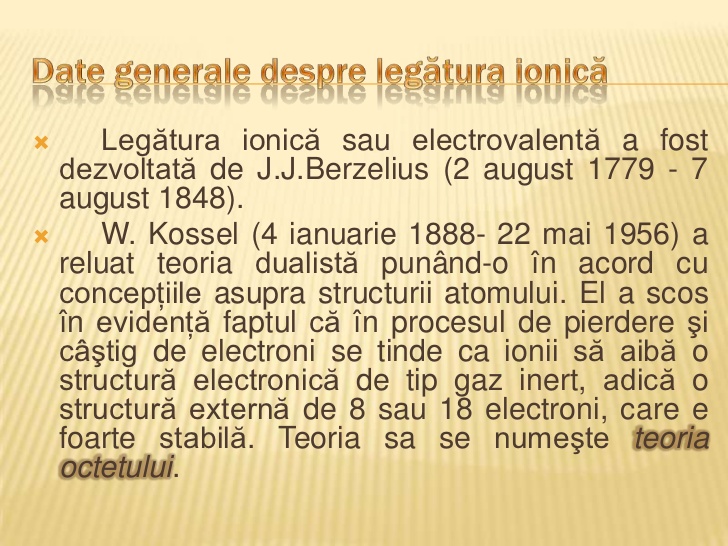 Date generale despre legătura ionică
Legătura ionică sau electrovalentă a fost
dezvoltată de J.J.Berzelius (2 august 1779 - 7
august 1848).
W. Kossel (4 ianuarie 1888- 22 mai 1956) a
reluat teoria dualistă punând-o în acord cu
concepțiile asupra structurii atomului. El a scos
în evidență faptul că în procesul de pierdere şi
câştig de electroni se tinde ca ionii să aibă o
structură electronică de tip gaz inert, adică o
structură externă de 8 sau 18 electroni, care e
foarte stabilă. Teoria sa se numeşte teoria
octetului.